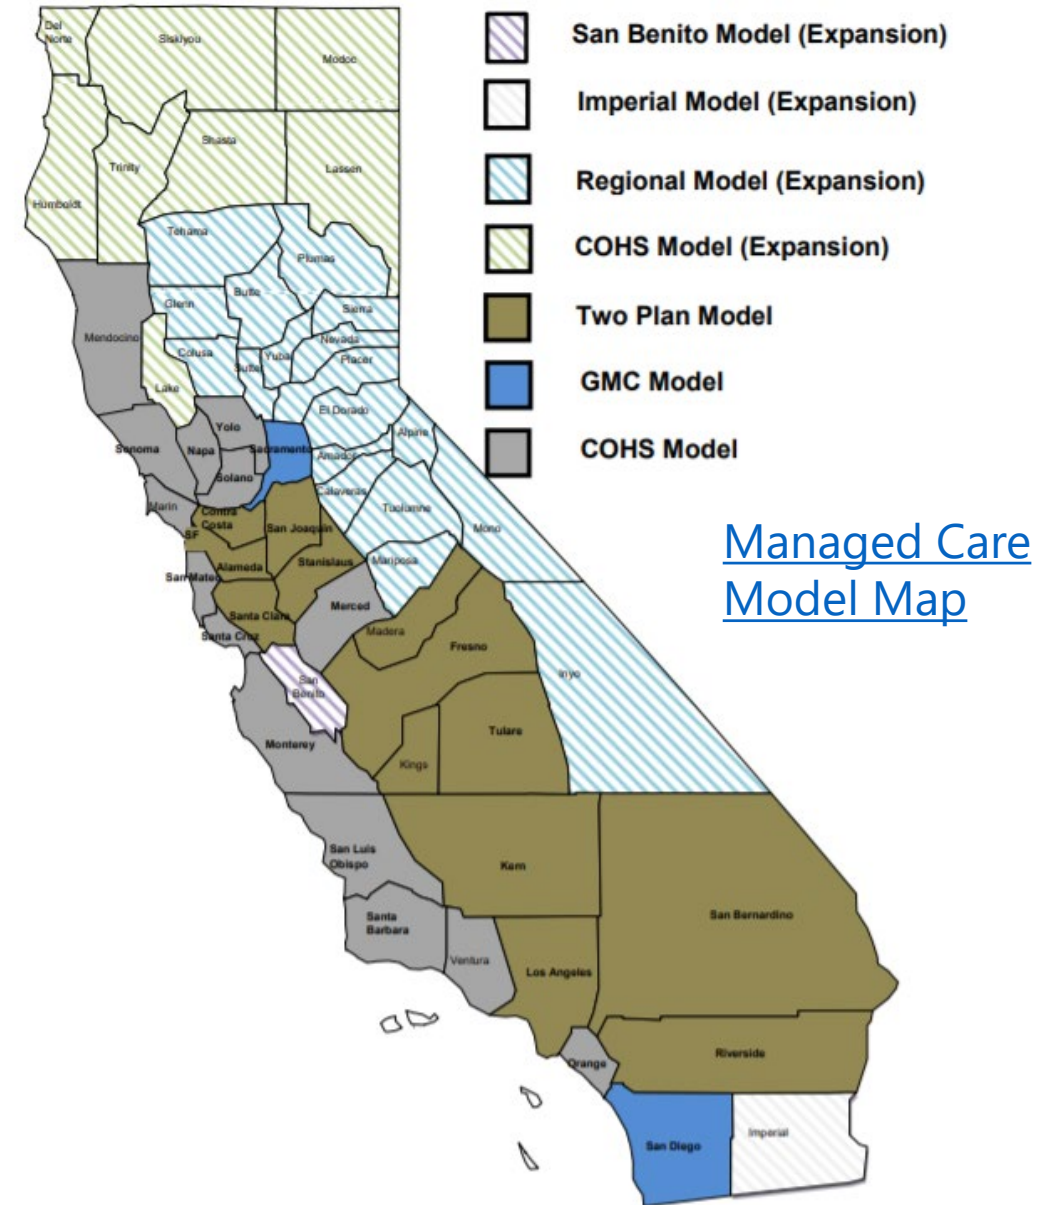 San Benito Model (Expansion)
Imperial Model (Expansion)
Regional Model (Expansion)
COHS Model (Expansion)
Two Plan Model
GMC Model
COHS Model
Managed Care
Model Map
Del
Norte
Siskiyou
Modoc
Humboldt
Trinity
Shasta
Lassen
Tehama
Plumas
Mendocino
Glenn
Butte
Sierra
Nevada
Colusa
Sutter
Yuba
Placer
Lake
El Dorado
Yolo
Alpine
Sonoma
Napa
Sacramento
Amador
Solano
Calaveras
Marin
Contra
Costa
San Joaquin
Tuolumne
Mono
SF
Alameda
Stanislaus
Mariposa
San Mateo
Merced
Santa Clara
Santa Cruz
Madera
Fresno
San
Benito
Inyo
Monterey
Kings
Tulare
San Luis
Obispo
Kern
Santa
Barbara
San Bernardino
Ventura
Los Angeles
Orange
Riverside
San Diego
Imperial